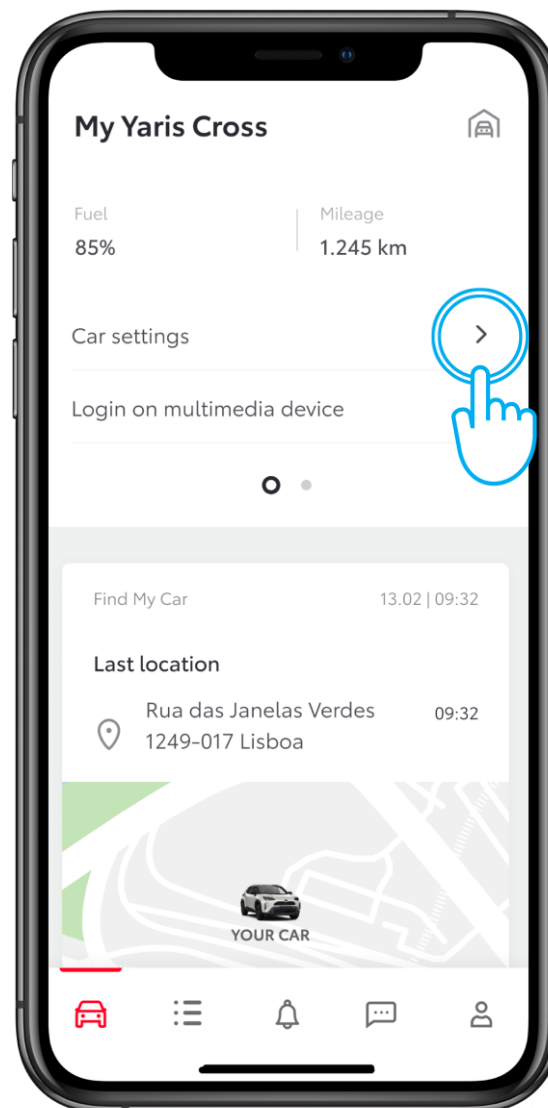 My Yaris Cross
Fuel
Mileage
85%
1.245 km
Car settings
Login on multimedia device
Find My Car
13.02 | 09:32
Last location
Rua das Janelas Verdes
09:32
1249-017 Lisboa
YOUR CAR